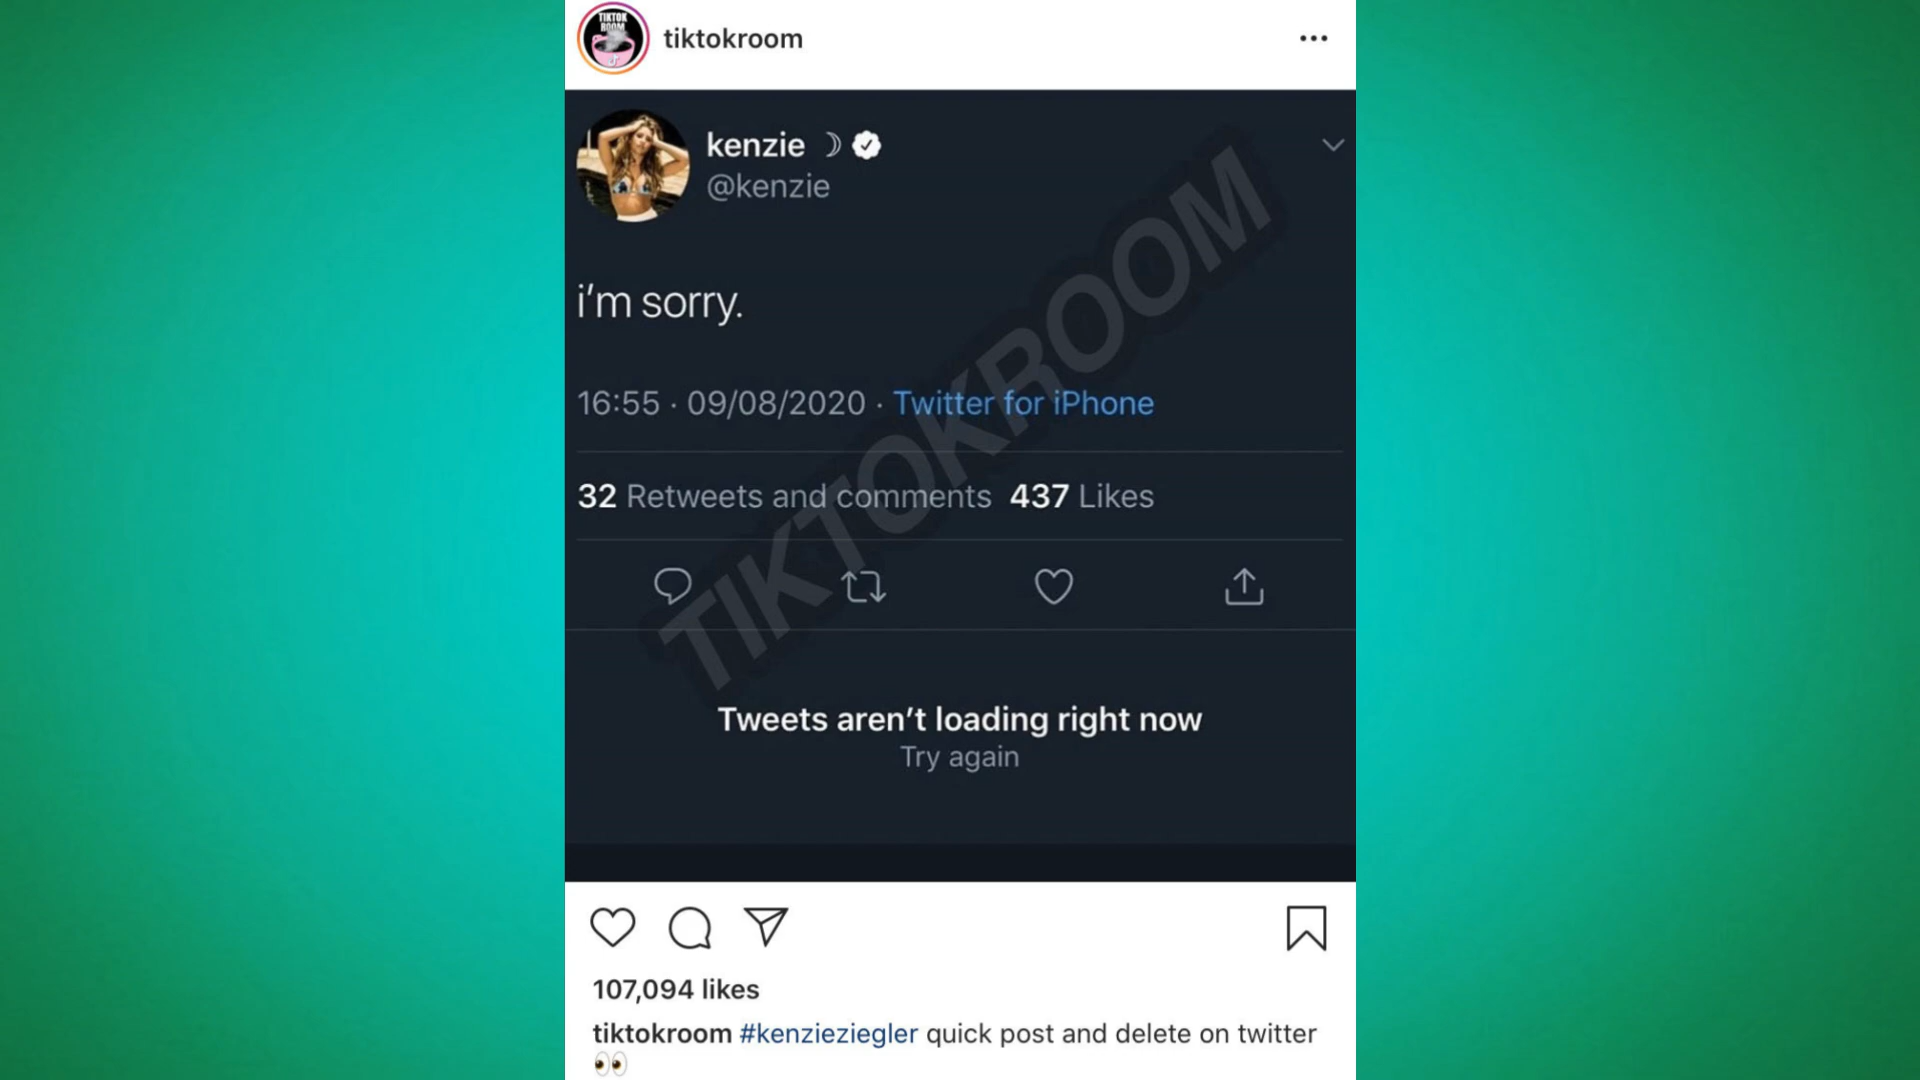 TIKTOK
ROOM
tiktokroom
kenzie
@kenzie
i’m sorry.
16:55 · 09/08/2020 · Twitter for iPhone
32 Retweets and comments 437 Likes
TIKTOKROOM
Tweets aren’t loading right now
Try again
107,094 likes
tiktokroom #kenzieziegler quick post and delete on twitter
👀